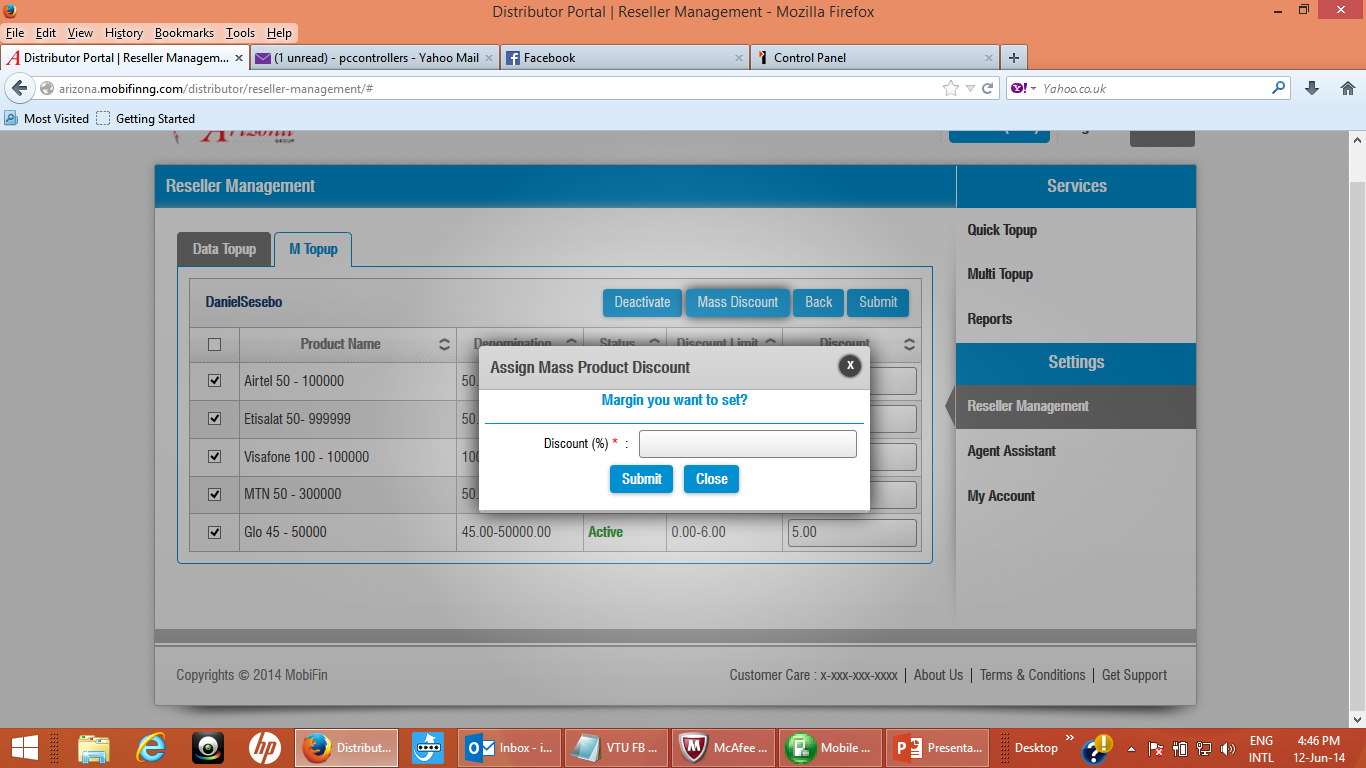 Distributor Portal | Reseller Management - Mozilla Firefox
File Edit View History Bookmarks Tools Help
Distributor Portal | Reseller Managem... (1 unread) - pccontrollers - Yahoo Mail Facebook Control Panel
arizona.mobifinng.com/distributor/reseller-management/# Yahoo.co.uk
Most Visited Getting Started
GROUP
Reseller Management
Services
Data Topup M Topup
Quick Topup
Multi Topup
Reports
Settings
Reseller Management
Agent Assistant
My Account
DanielSesebo Deactivate Mass Discount Back Submit
Product Name Denomination Status Discount Limit Discount
Airtel 50 - 100000 50.
Etisalat 50- 999999 50.
Visafone 100 - 100000 100
MTN 50 - 300000 50.
Glo 45 - 50000 45.00-50000.00 Active 0.00-6.00 5.00
Assign Mass Product Discount X
Margin you want to set?
Discount (%) * :
Submit Close
Copyrights © 2014 MobiFin Customer Care : x-xxx-xxx-xxxx | About Us | Terms & Conditions | Get Support
Distribut... Inbox - i... VTU FB ... McAfee ... Mobile ... Presenta... Desktop » ENG INTL 4:46 PM 12-Jun-14